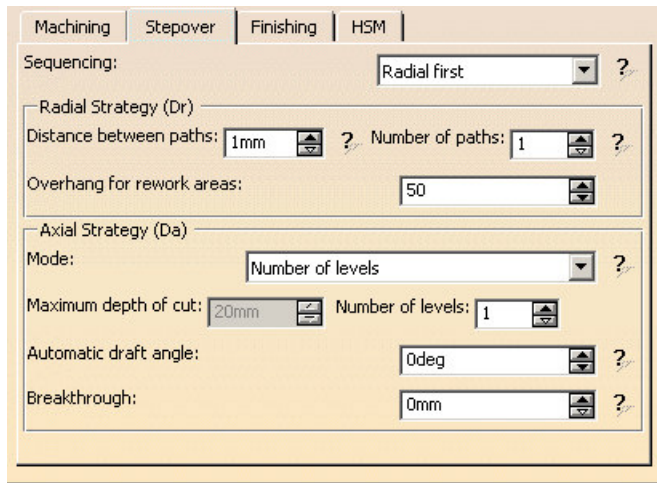 Machining Stepover Finishing HSM
Sequencing: Radial first ?
Radial Strategy (Dr)
Distance between paths: 1mm ? Number of paths: 1 ?
Overhang for rework areas: 50
Axial Strategy (Da)
Mode: Number of levels ?
Maximum depth of cut: 20mm Number of levels: 1
Automatic draft angle: 0deg ?
Breakthrough: 0mm ?